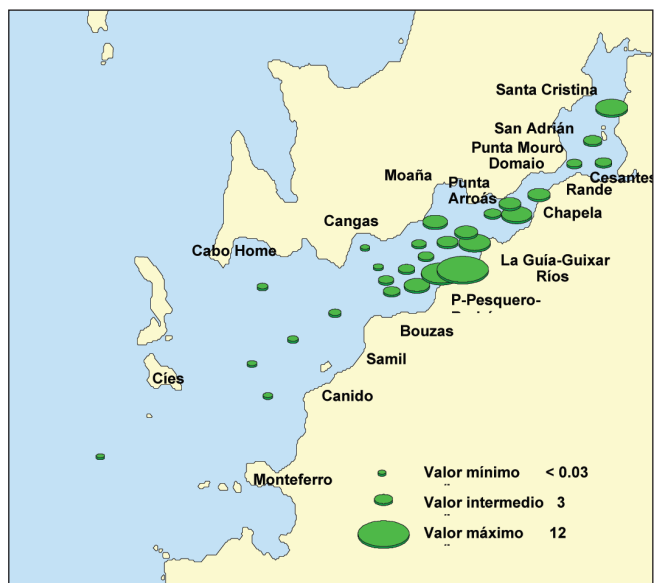 Santa Cristina
San Adrián
Punta Mouro
Domaio
Cesantes
Moaña
Punta
Arroás
Rande
Chapela
Cangas
Cabo Home
La Guía-Guixar
Ríos
P-Pesquero-
Bouzas
Samil
Cíes
Canido
Monteferro
Valor mínimo < 0.03
Valor intermedio 3
Valor máximo 12